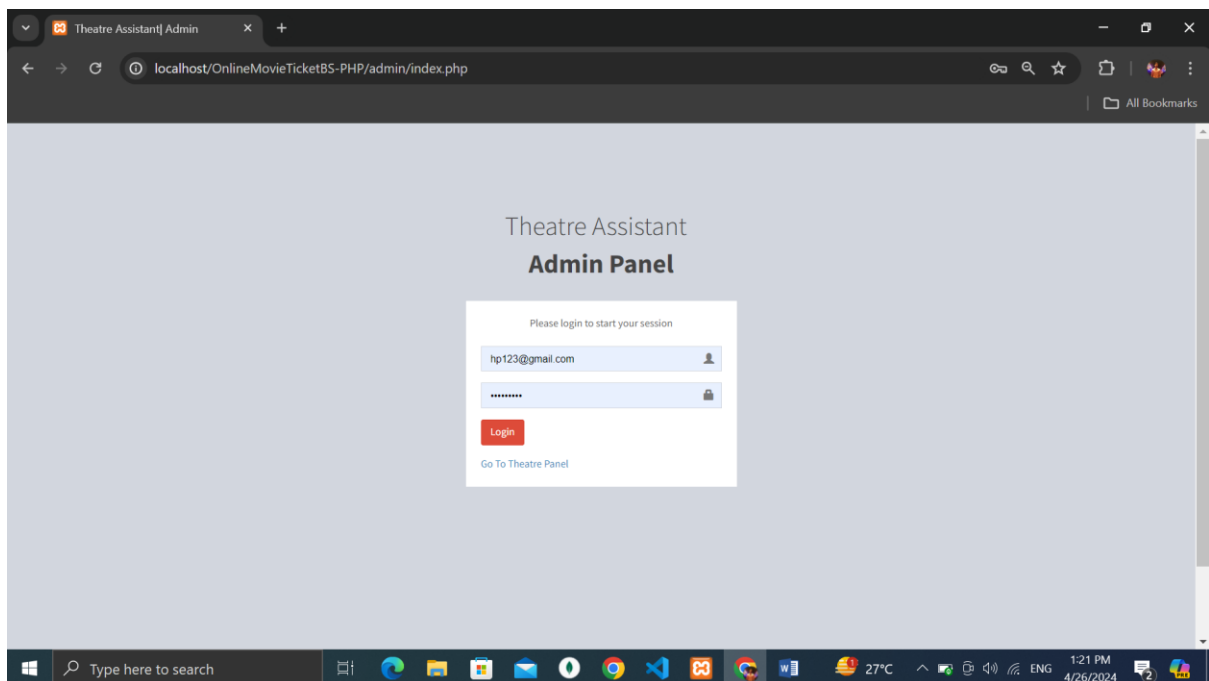 Theatre Assistant| Admin
localhost/OnlineMovieTicketBS-PHP/admin/index.php
All Bookmarks
Theatre Assistant
Admin Panel
Please login to start your session
hp123@gmail.com
•••••••••
Login
Go To Theatre Panel
Type here to search
27°C
ENG
1:21 PM
4/26/2024
2